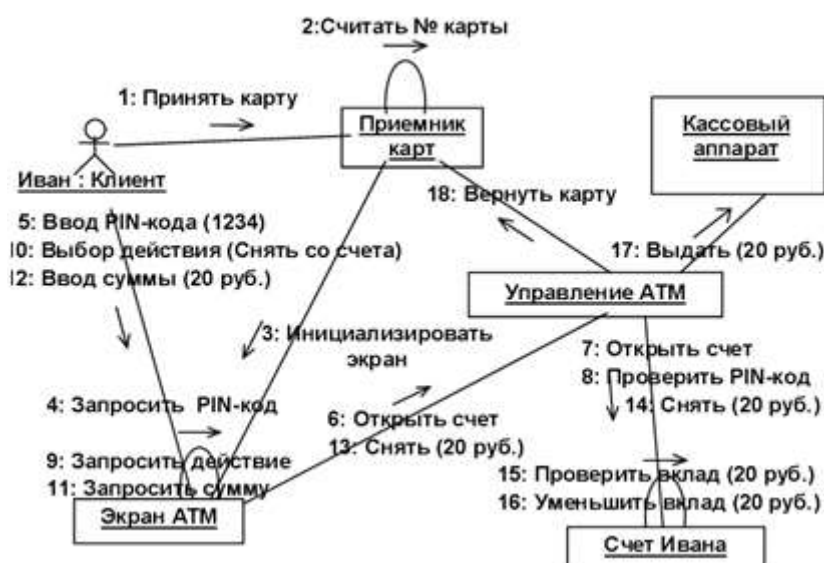 2:Считать № карты
1: Принять карту
Приемник
карт
Кассовый
аппарат
Иван : Клиент
18: Вернуть карту
5: Ввод PIN-кода (1234)
10: Выбор действия (Снять со счета)
12: Ввод суммы (20 руб.)
17: Выдать (20 руб.)
Управление АТМ
3: Инициализировать
экран
7: Открыть счет
8: Проверить PIN-код
14: Снять (20 руб.)
4: Запросить PIN-код
6: Открыть счет
13: Снять (20 руб.)
9: Запросить действие
11: Запросить сумму
15: Проверить вклад (20 руб.)
16: Уменьшить вклад (20 руб.)
Экран АТМ
Счет Ивана